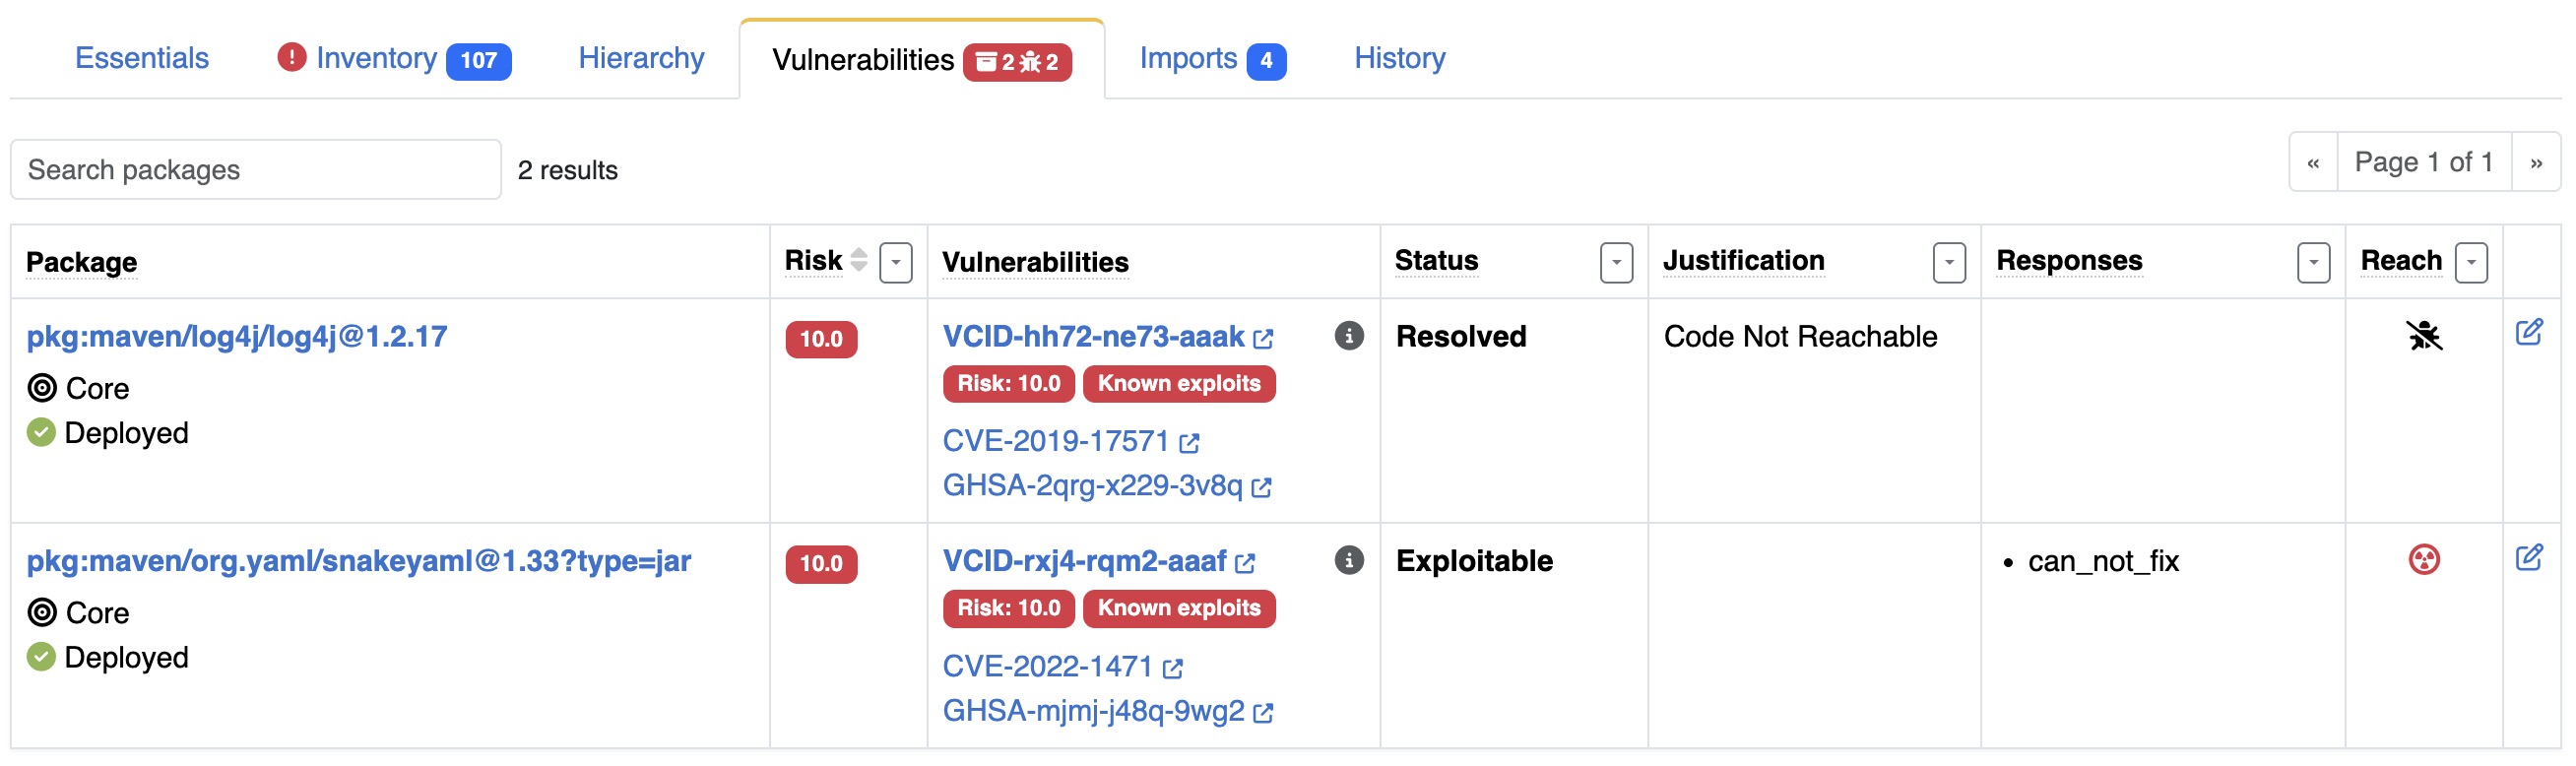 Essentials
! Inventory 107
Hierarchy
Vulnerabilities 2 2
Imports 4
History
Search packages
2 results
« Page 1 of 1 »
Package Risk Vulnerabilities Status Justification Responses Reach
pkg:maven/log4j/log4j@1.2.17
Core
Deployed
10.0
VCID-hh72-ne73-aaak
Risk: 10.0 Known exploits
CVE-2019-17571
GHSA-2qrg-x229-3v8q
Resolved
Code Not Reachable
pkg:maven/org.yaml/snakeyaml@1.33?type=jar
Core
Deployed
10.0
VCID-rxj4-rqm2-aaaf
Risk: 10.0 Known exploits
CVE-2022-1471
GHSA-mjmj-j48q-9wg2
Exploitable
• can_not_fix